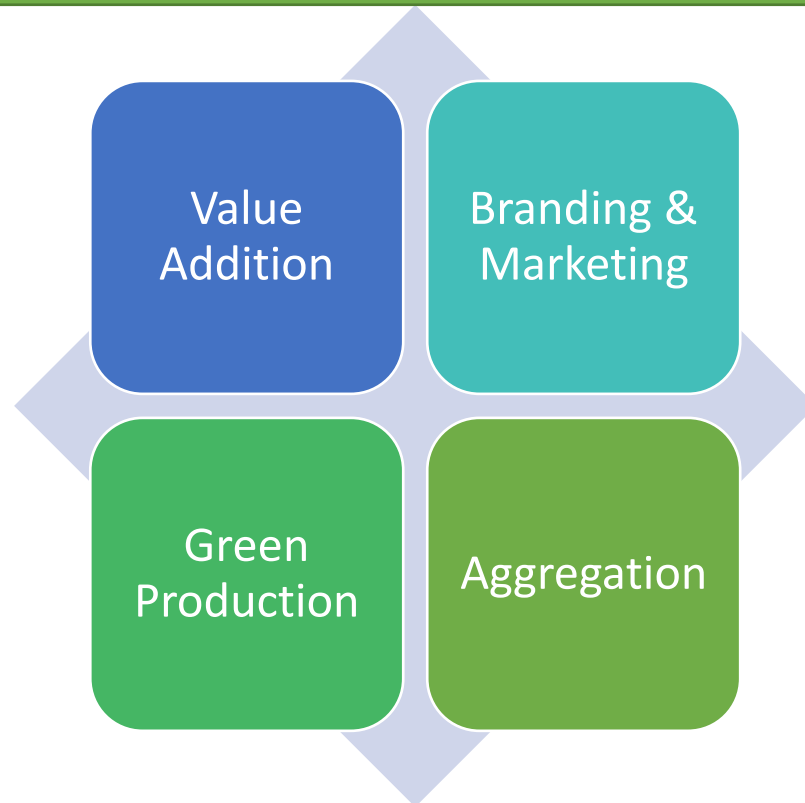 Value
Addition
Branding &
Marketing
Green
Production
Aggregation